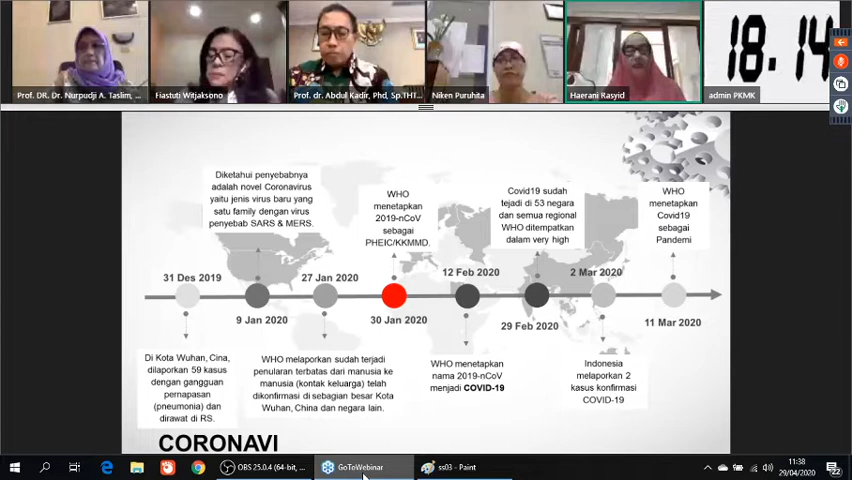 18.14
Prof. DR. Dr. Nurpudji A. Taslim, ...
Fiastuti Witjaksono
Prof. dr. Abdul Kadir, Phd, Sp.THT...
Niken Puruhita
Haerani Rasyid
admin PKMK
Diketahui penyebabnya
adalah novel Coronavirus
yaitu jenis virus baru yang
satu family dengan virus
penyebab SARS & MERS.
WHO
menetapkan
2019-nCoV
sebagai
PHEIC/KKMMD.
Covid19 sudah
tejadi di 53 negara
dan semua regional
WHO ditempatkan
dalam very high
WHO
menetapkan
Covid19
sebagai
Pandemi
31 Des 2019
27 Jan 2020
12 Feb 2020
2 Mar 2020
9 Jan 2020
30 Jan 2020
29 Feb 2020
11 Mar 2020
Di Kota Wuhan, Cina,
dilaporkan 59 kasus
dengan gangguan
pernapasan
(pneumonia) dan
dirawat di RS.
WHO melaporkan sudah terjadi
penularan terbatas dari manusia ke
manusia (kontak keluarga) telah
dikonfirmasi di sebagian besar Kota
Wuhan, China dan negara lain.
WHO menetapkan
nama 2019-nCoV
menjadi COVID-19
Indonesia
melaporkan 2
kasus konfirmasi
COVID-19
CORONAVI
OBS 25.0.4 (64-bit, ...
GoToWebinar
ss03 - Paint
11:38
29/04/2020
22